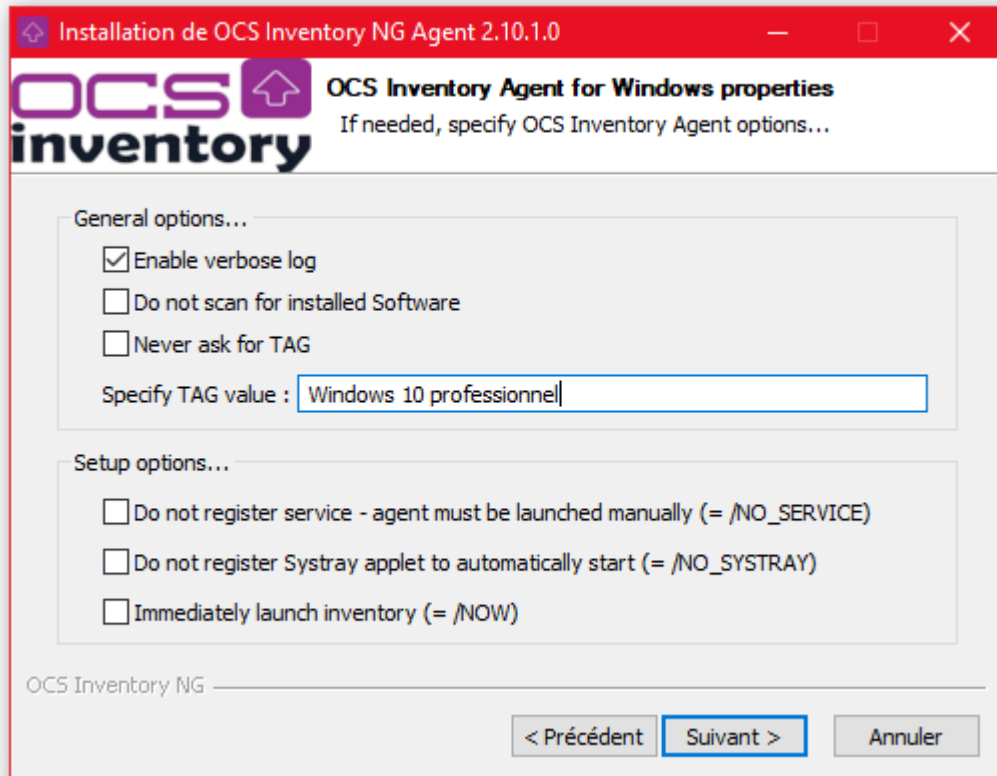 Installation de OCS Inventory NG Agent 2.10.1.0
OCS
inventory
OCS Inventory Agent for Windows properties
If needed, specify OCS Inventory Agent options...
General options...
Enable verbose log
Do not scan for installed Software
Never ask for TAG
Specify TAG value : Windows 10 professionnel
Setup options...
Do not register service - agent must be launched manually (= /NO_SERVICE)
Do not register Systray applet to automatically start (= /NO_SYSTRAY)
Immediately launch inventory (= /NOW)
OCS Inventory NG
< Précédent Suivant > Annuler